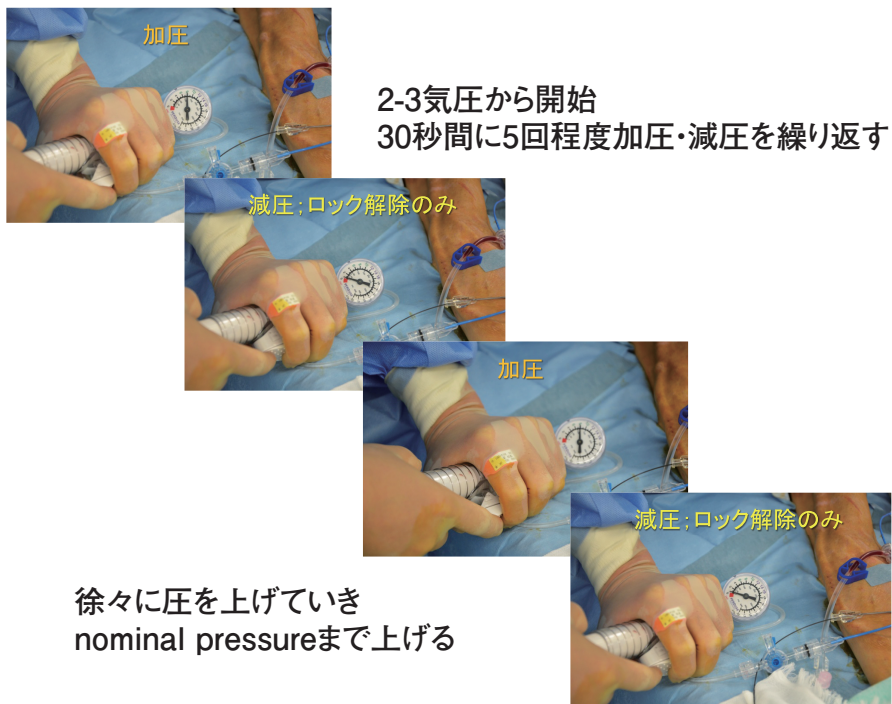 加圧
2-3気圧から開始
30秒間に5回程度加圧・減圧を繰り返す
減圧；ロック解除のみ
加圧
減圧；ロック解除のみ
徐々に圧を上げていき
nominal pressureまで上げる